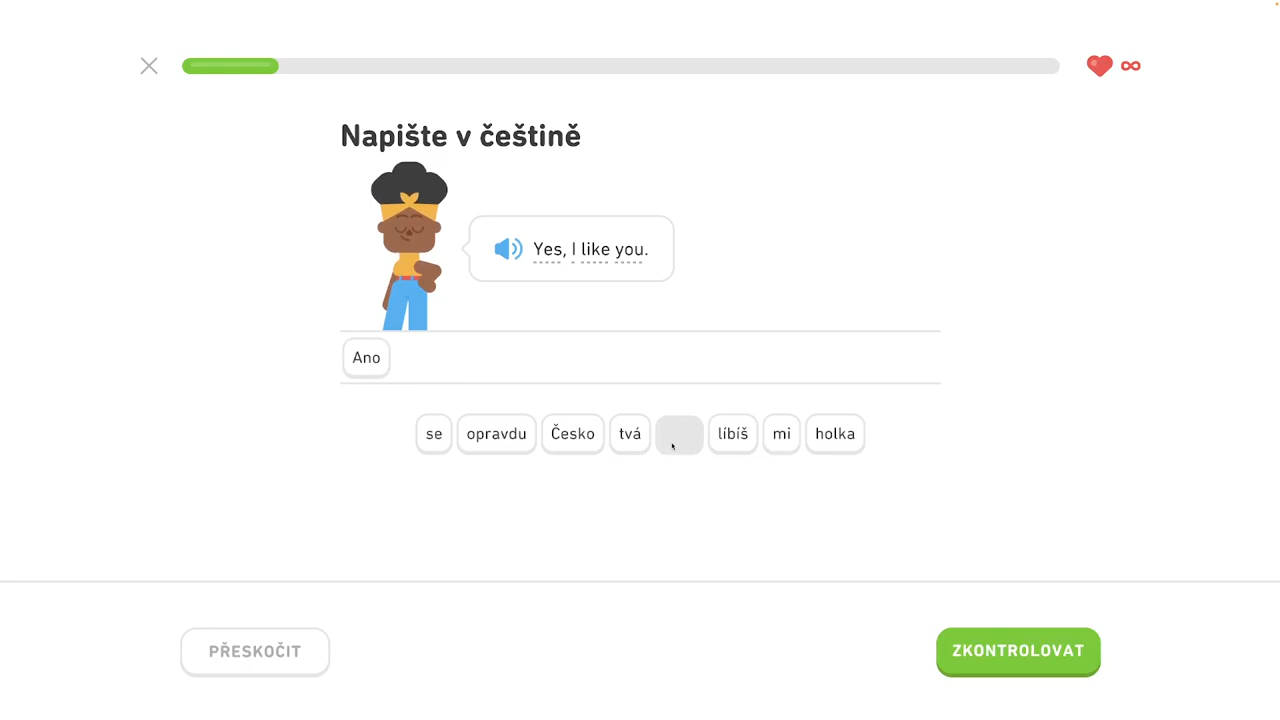 Napište v češtině
Yes, I like you.
Ano
se opravdu Česko tvá líbíš mi holka
PŘESKOČIT ZKONTROLOVAT